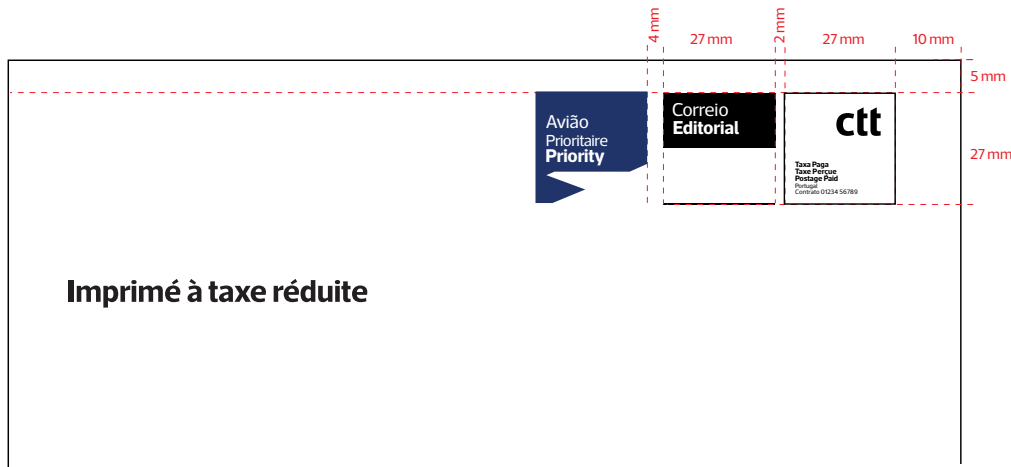 4 mm
27 mm
2 mm
27 mm
10 mm
5 mm
Avião
Prioritaire
Priority
Correio
Editorial
ctt
Taxa Paga
Taxe Perçue
Postage Paid
Portugal
Contrato 01234 56789
27 mm
Imprimé à taxe réduite